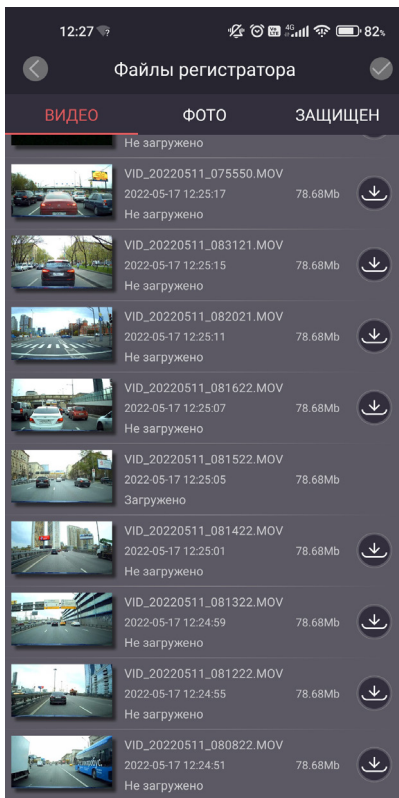 12:27
4G
82%
Файлы регистратора
ВИДЕО
ФОТО
ЗАЩИЩЕН
Не загружено
VID_20220511_075550.MOV
2022-05-17 12:25:17 78.68Mb
Не загружено
VID_20220511_083121.MOV
2022-05-17 12:25:15 78.68Mb
Не загружено
VID_20220511_082021.MOV
2022-05-17 12:25:11 78.68Mb
Не загружено
VID_20220511_081622.MOV
2022-05-17 12:25:07 78.68Mb
Не загружено
VID_20220511_081522.MOV
2022-05-17 12:25:05 78.68Mb
Загружено
VID_20220511_081422.MOV
2022-05-17 12:25:01 78.68Mb
Не загружено
VID_20220511_081322.MOV
2022-05-17 12:24:59 78.68Mb
Не загружено
VID_20220511_081222.MOV
2022-05-17 12:24:55 78.68Mb
Не загружено
VID_20220511_080822.MOV
2022-05-17 12:24:51 78.68Mb
Не загружено